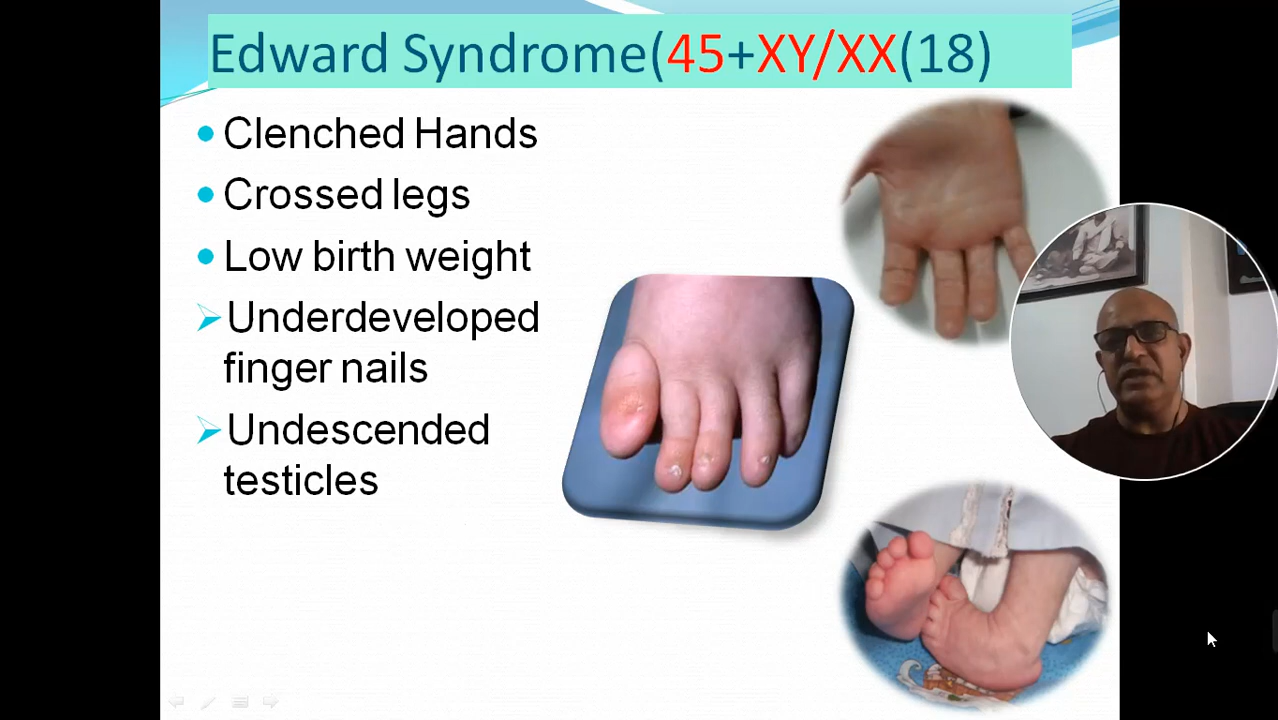 Edward Syndrome(45+XY/XX(18)
Clenched Hands
Crossed legs
Low birth weight
Underdeveloped
finger nails
Undescended
testicles